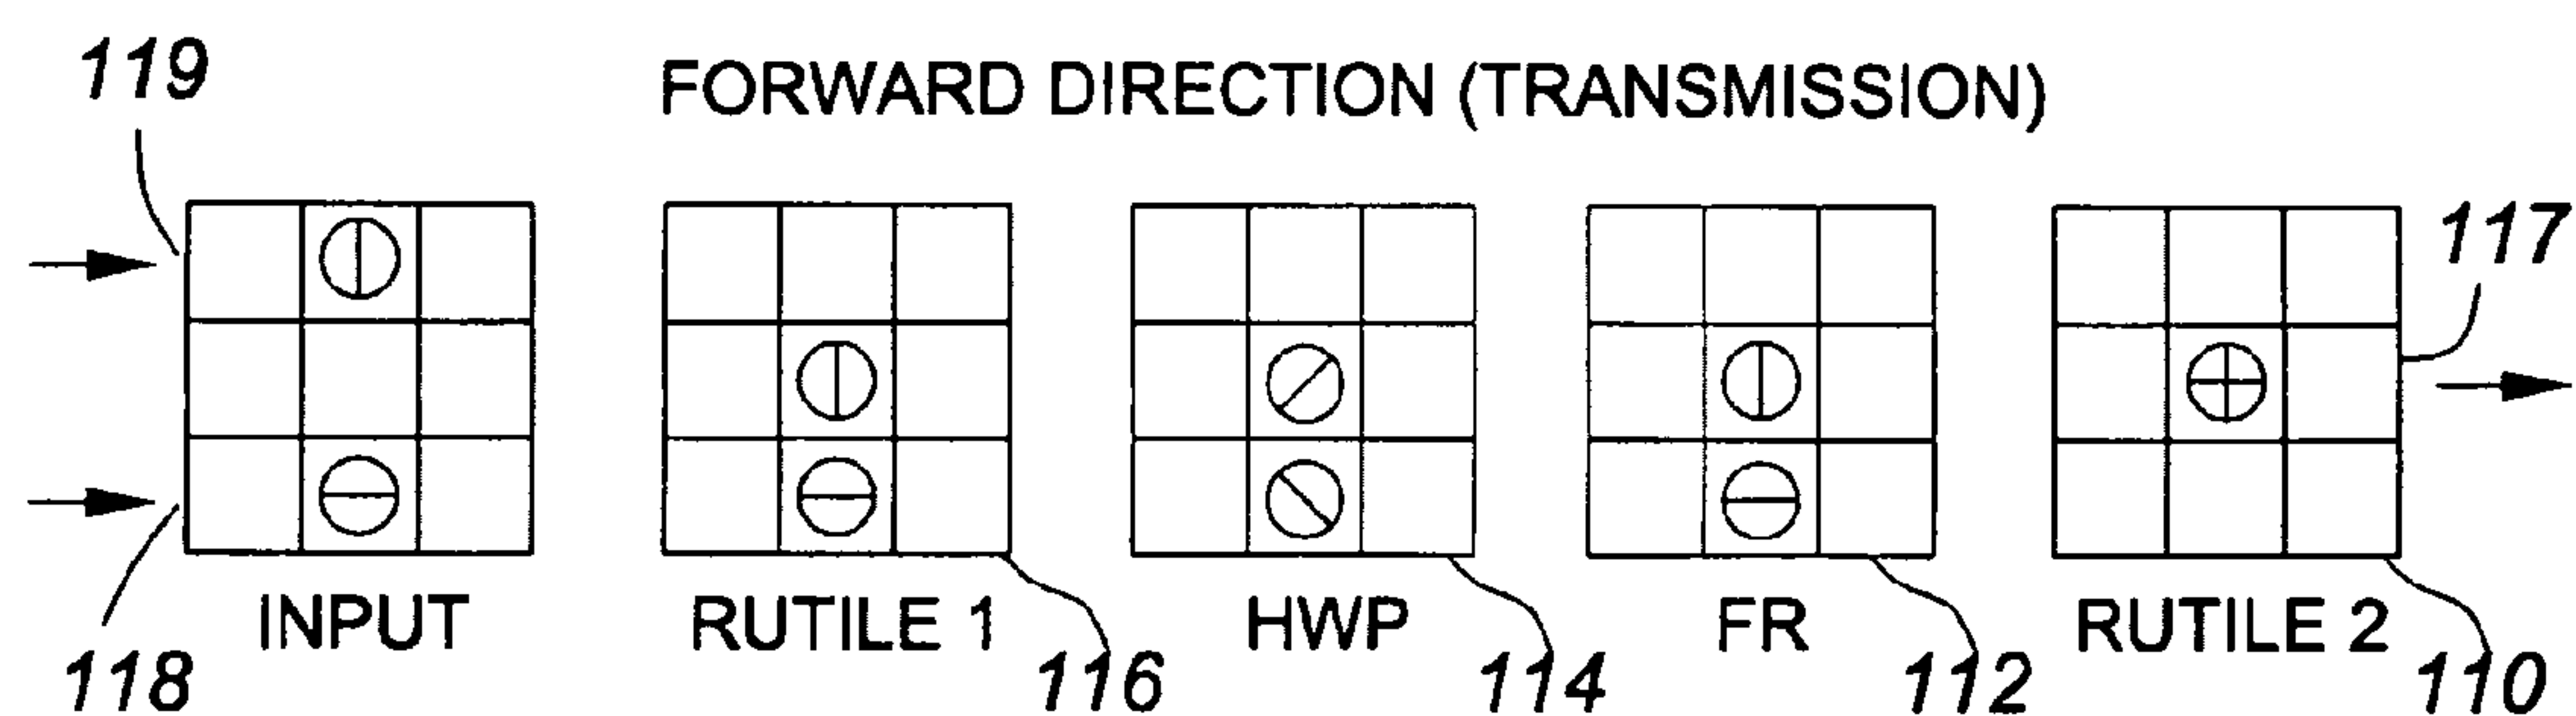 119
FORWARD DIRECTION (TRANSMISSION)
117
INPUT
RUTILE 1
HWP
FR
RUTILE 2
118
116
114
112
110